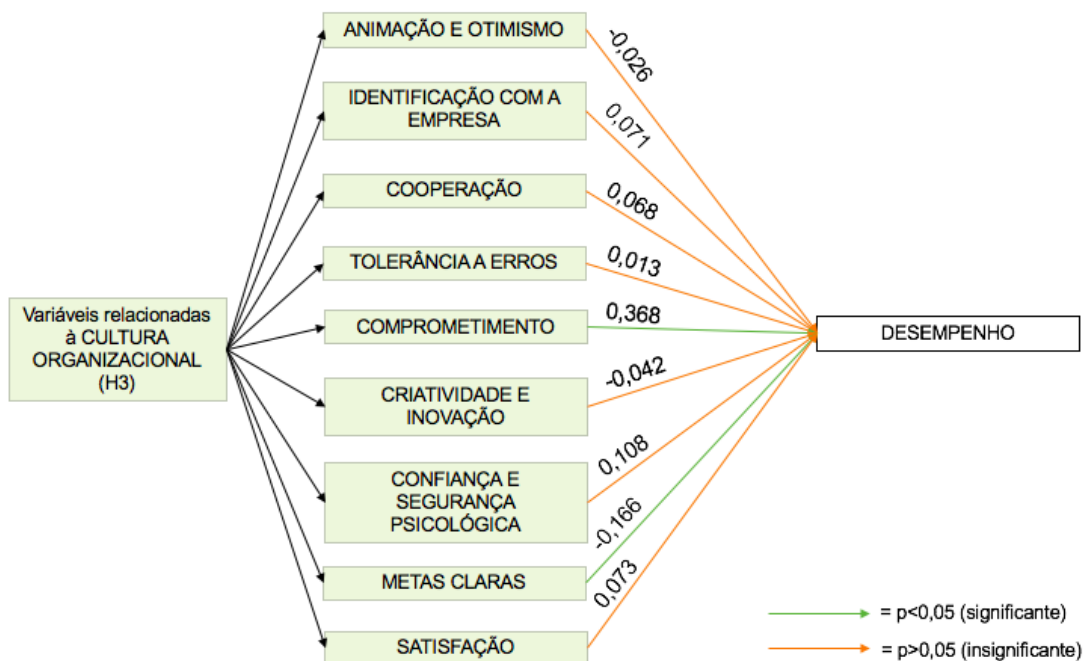 ANIMAÇÃO E OTIMISMO
-0,026
IDENTIFICAÇÃO COM A
EMPRESA
0,071
COOPERAÇÃO
0,068
TOLERÂNCIA A ERROS
0,013
Variáveis relacionadas
à CULTURA
ORGANIZACIONAL
(H3)
COMPROMETIMENTO
0,368
DESEMPENHO
CRIATIVIDADE E
INOVAÇÃO
-0,042
CONFIANÇA E
SEGURANÇA
PSICOLÓGICA
0,108
METAS CLARAS
-0,166
SATISFAÇÃO
0,073
= p<0,05 (significante)
= p>0,05 (insignificante)